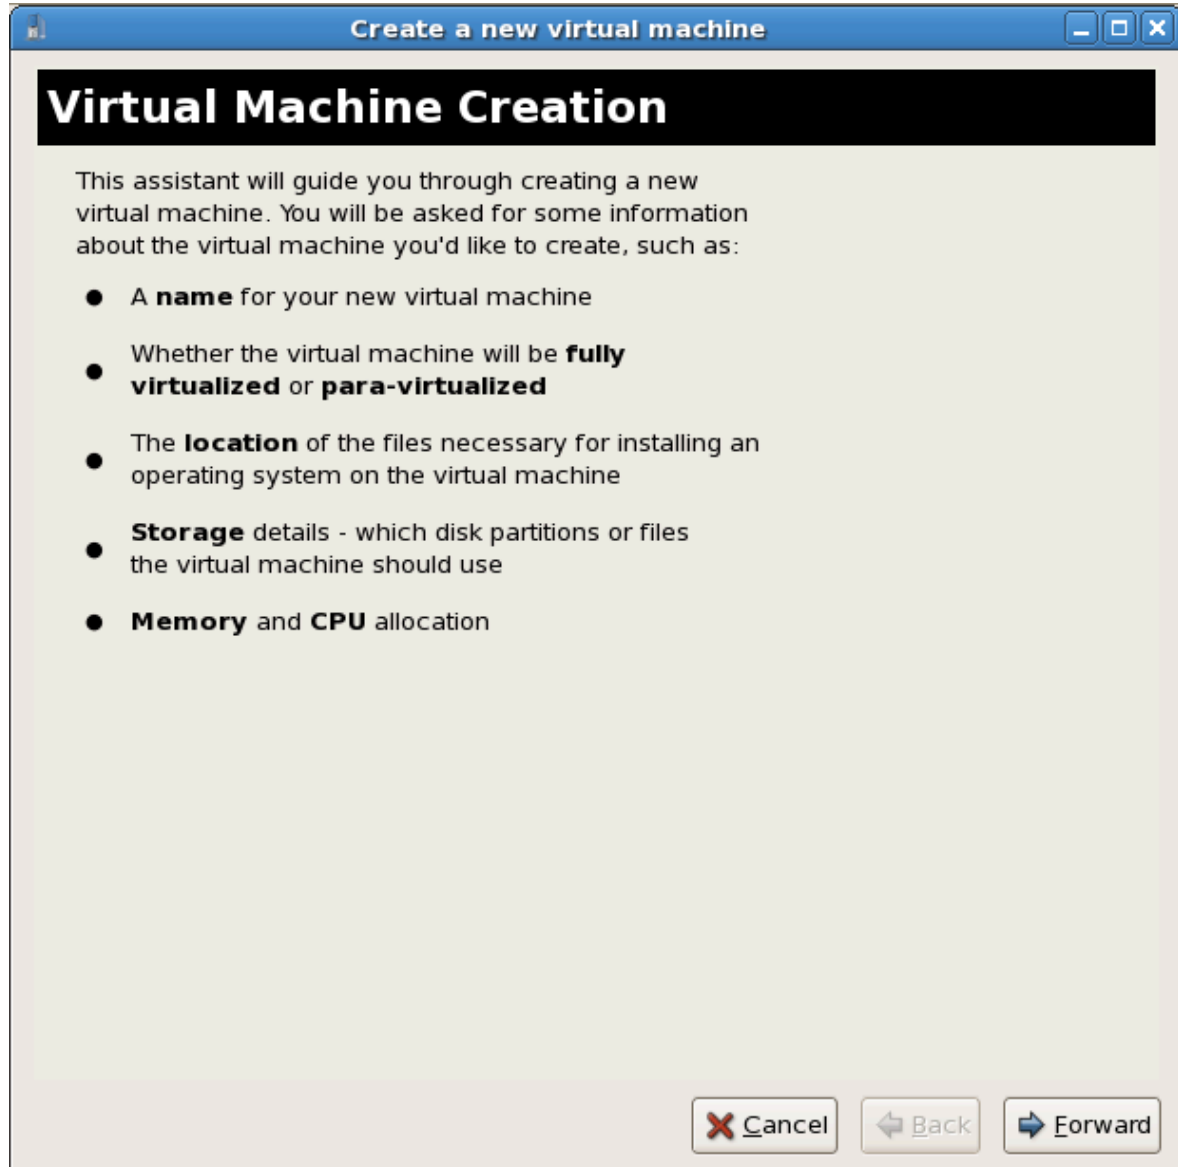 Create a new virtual machine
Virtual Machine Creation
This assistant will guide you through creating a new
virtual machine. You will be asked for some information
about the virtual machine you'd like to create, such as:
● A name for your new virtual machine
● Whether the virtual machine will be fully
virtualized or para-virtualized
● The location of the files necessary for installing an
operating system on the virtual machine
● Storage details - which disk partitions or files
the virtual machine should use
● Memory and CPU allocation
Cancel Back Forward